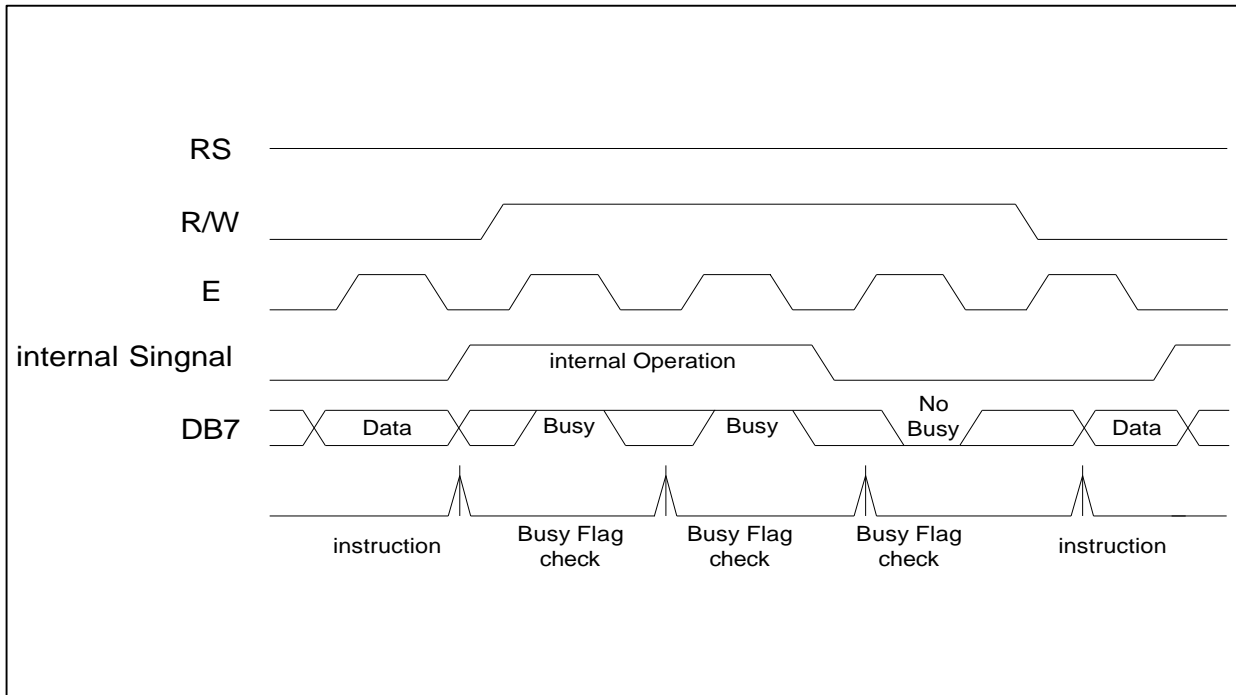 RS
R/W
E
internal Singnal
internal Operation
DB7
Data
Busy
Busy
No
Busy
Data
instruction
Busy Flag
check
Busy Flag
check
Busy Flag
check
instruction